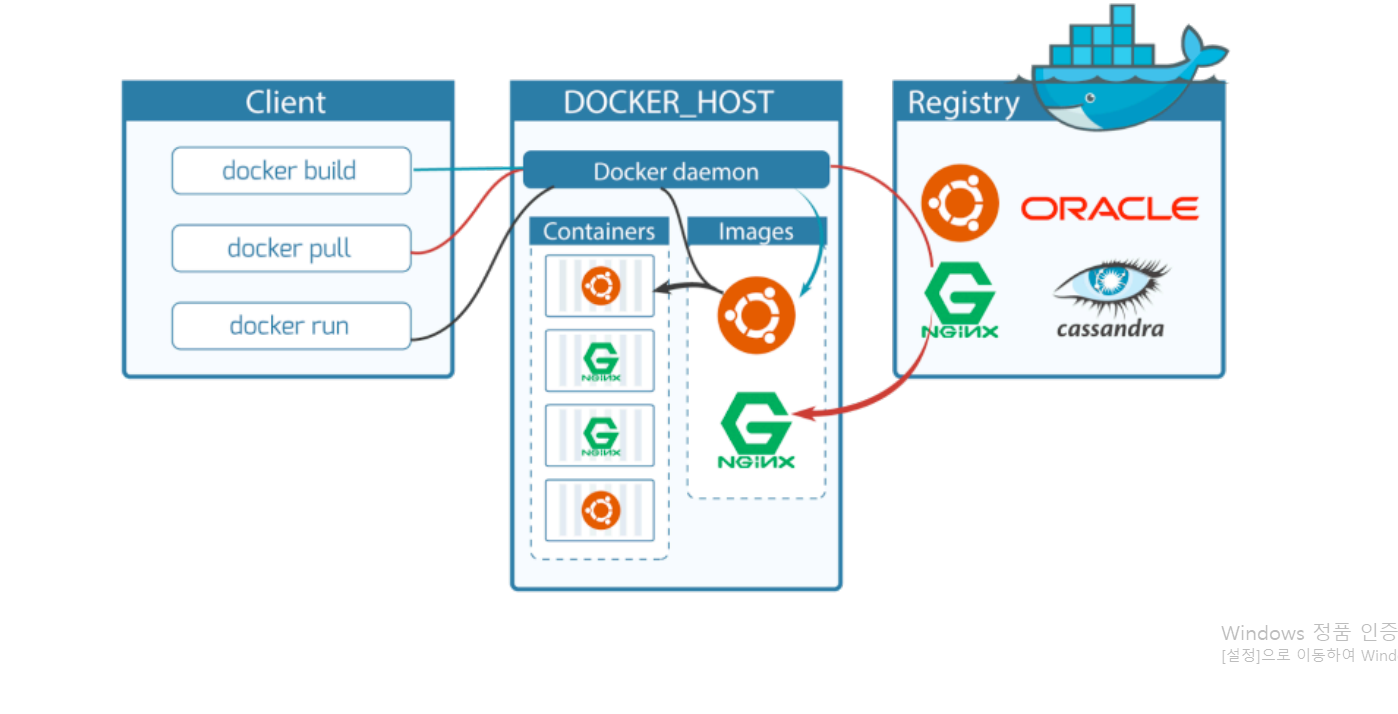 Client
docker build
docker pull
docker run
DOCKER_HOST
Docker daemon
Containers
NGiNX
NGiNX
Images
NGiNX
Registry
ORACLE
NGiNX
cassandra
Windows 정품 인증
[설정]으로 이동하여 Wind